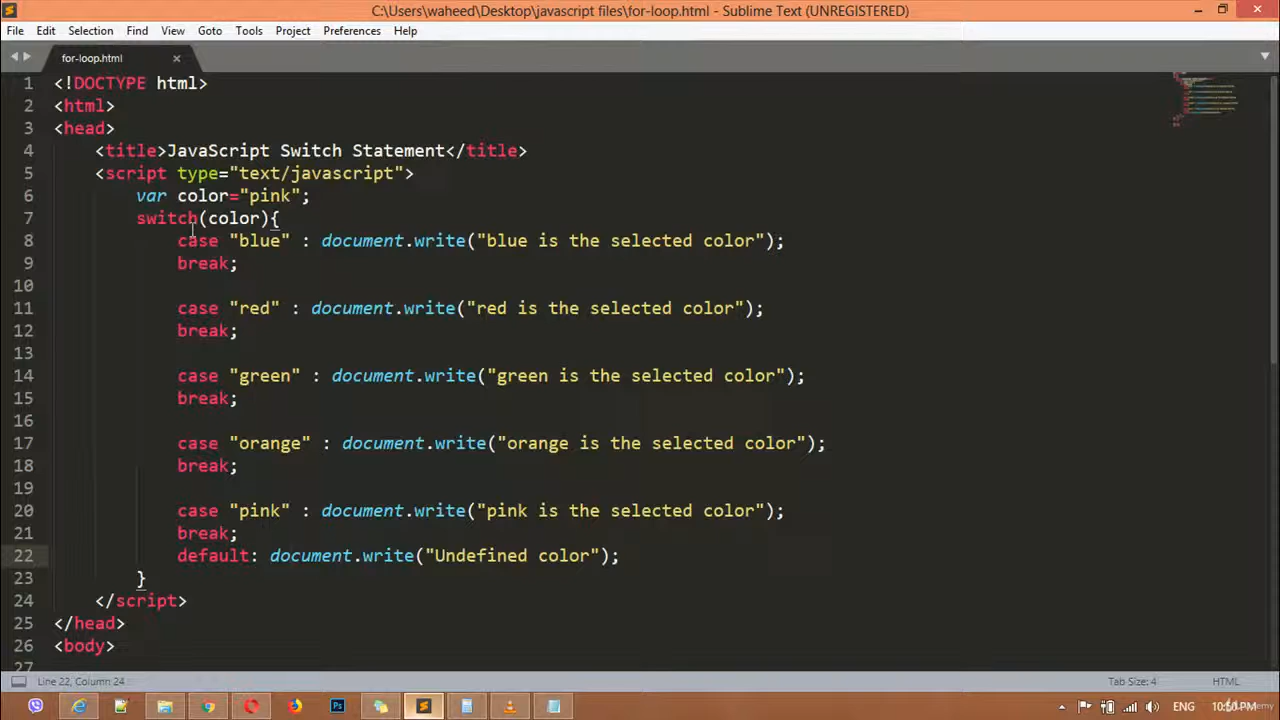 C:\Users\waheed\Desktop\javascript files\for-loop.html - Sublime Text (UNREGISTERED)
File Edit Selection Find View Goto Tools Project Preferences Help
for-loop.html
1 <!DOCTYPE html>
2 <html>
3 <head>
4 <title>JavaScript Switch Statement</title>
5 <script type="text/javascript">
6 var color="pink";
7 switch(color){
8 case "blue" : document.write("blue is the selected color");
9 break;
10
11 case "red" : document.write("red is the selected color");
12 break;
13
14 case "green" : document.write("green is the selected color");
15 break;
16
17 case "orange" : document.write("orange is the selected color");
18 break;
19
20 case "pink" : document.write("pink is the selected color");
21 break;
22 default: document.write("Undefined color");
23 }
24 </script>
25 </head>
26 <body>
27
Line 22, Column 24 Tab Size: 4 HTML
Ps ENG 10:50 PM